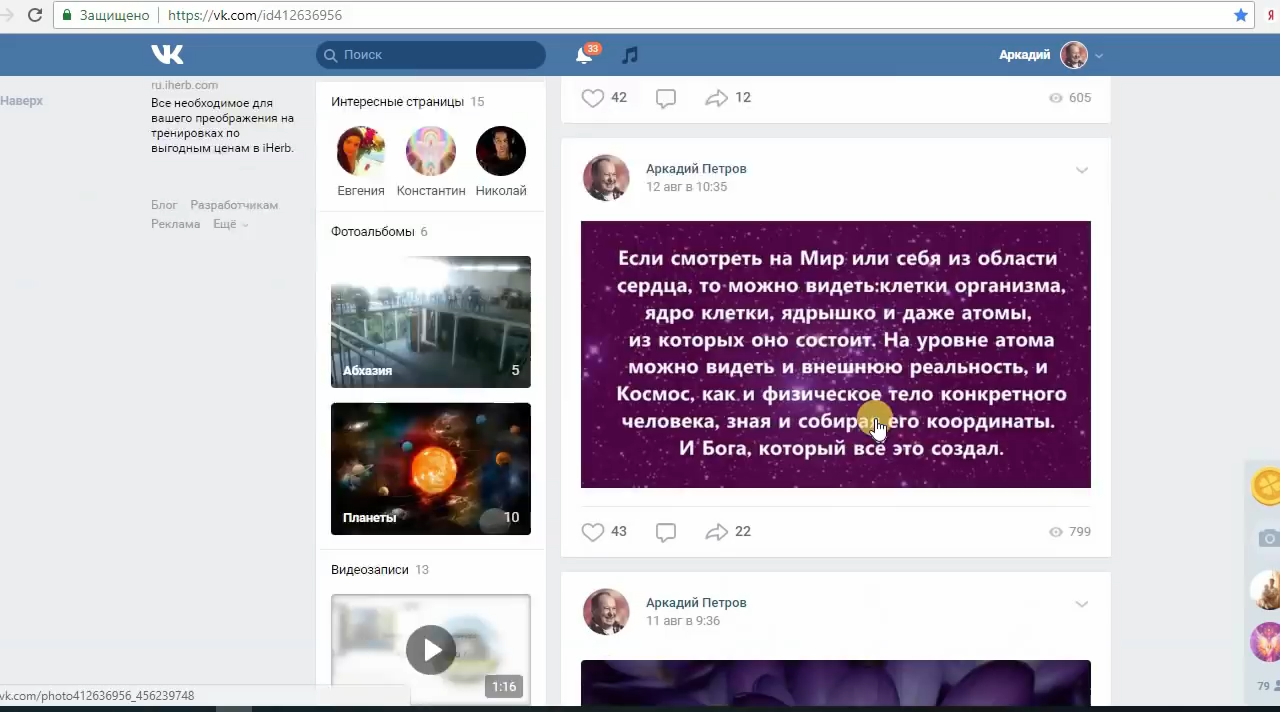 Защищено
https://vk.com/id412636956
Я
Поиск
33
Аркадий
Наверх
ru.iherb.com
Все необходимое для
вашего преображения на
тренировках по
выгодным ценам в iHerb.
Блог Разработчикам
Реклама Ещё
Интересные страницы 15
Евгения Константин Николай
Фотоальбомы 6
Абхазия 5
Планеты 10
Видеозаписи 13
1:16
42 12 605
Аркадий Петров
12 авг в 10:35
Если смотреть на Мир или себя из области
сердца, то можно видеть:клетки организма,
ядро клетки, ядрышко и даже атомы,
из которых оно состоит. На уровне атома
можно видеть и внешнюю реальность, и
Космос, как и физическое тело конкретного
человека, зная и собирая его координаты.
И Бога, который всё это создал.
43 22 799
Аркадий Петров
11 авг в 9:36
79
vk.com/photo412636956_456239748